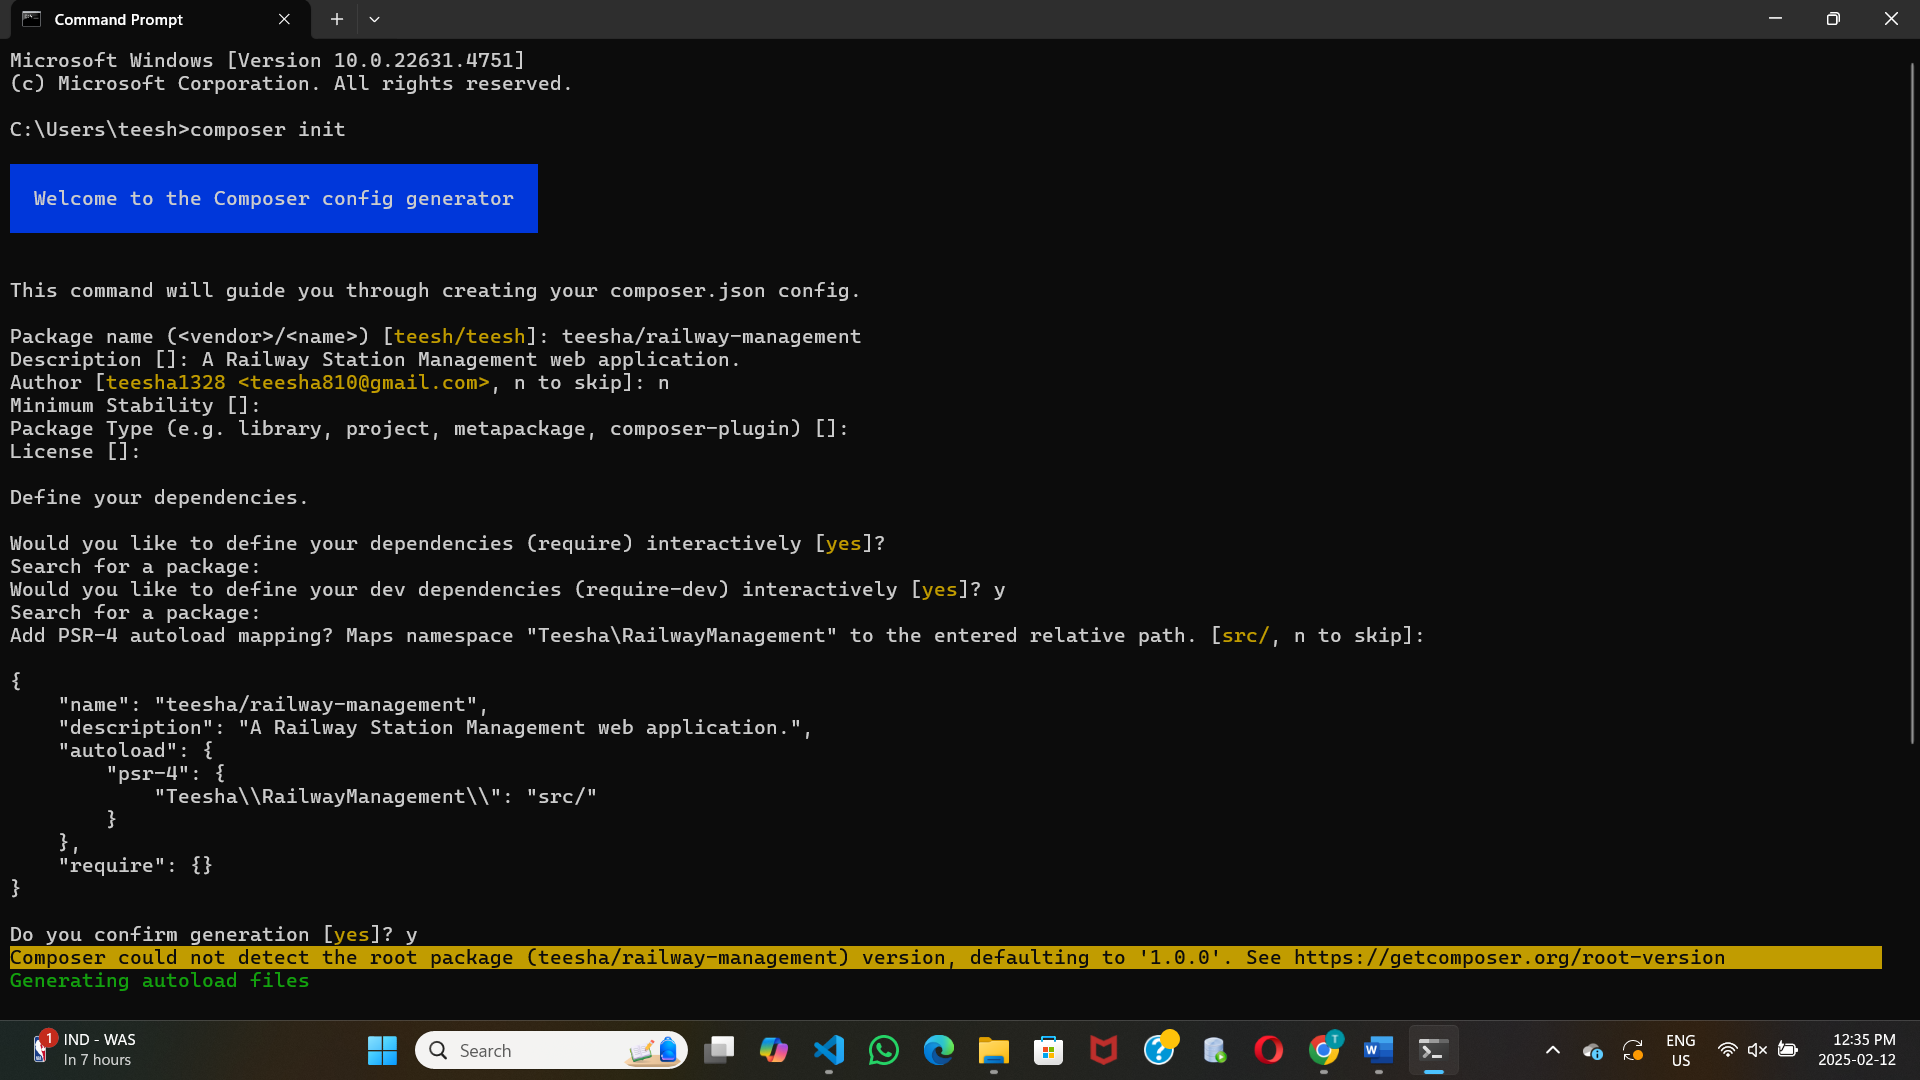 Command Prompt
Microsoft Windows [Version 10.0.22631.4751]
(c) Microsoft Corporation. All rights reserved.
C:\Users\teesh>composer init
Welcome to the Composer config generator
This command will guide you through creating your composer.json config.
Package name (<vendor>/<name>) [teesh/teesh]: teesha/railway-management
Description []: A Railway Station Management web application.
Author [teesha1328 <teesha810@gmail.com>, n to skip]: n
Minimum Stability []:
Package Type (e.g. library, project, metapackage, composer-plugin) []:
License []:
Define your dependencies.
Would you like to define your dependencies (require) interactively [yes]?
Search for a package:
Would you like to define your dev dependencies (require-dev) interactively [yes]? y
Search for a package:
Add PSR-4 autoload mapping? Maps namespace "Teesha\RailwayManagement" to the entered relative path. [src/, n to skip]:
{
    "name": "teesha/railway-management",
    "description": "A Railway Station Management web application.",
    "autoload": {
        "psr-4": {
            "Teesha\\RailwayManagement\\": "src/"
        }
    },
    "require": {}
}
Do you confirm generation [yes]? y
Composer could not detect the root package (teesha/railway-management) version, defaulting to '1.0.0'. See https://getcomposer.org/root-version
Generating autoload files
1
IND - WAS
In 7 hours
Search
T
W
ENG
US
12:35 PM
2025-02-12